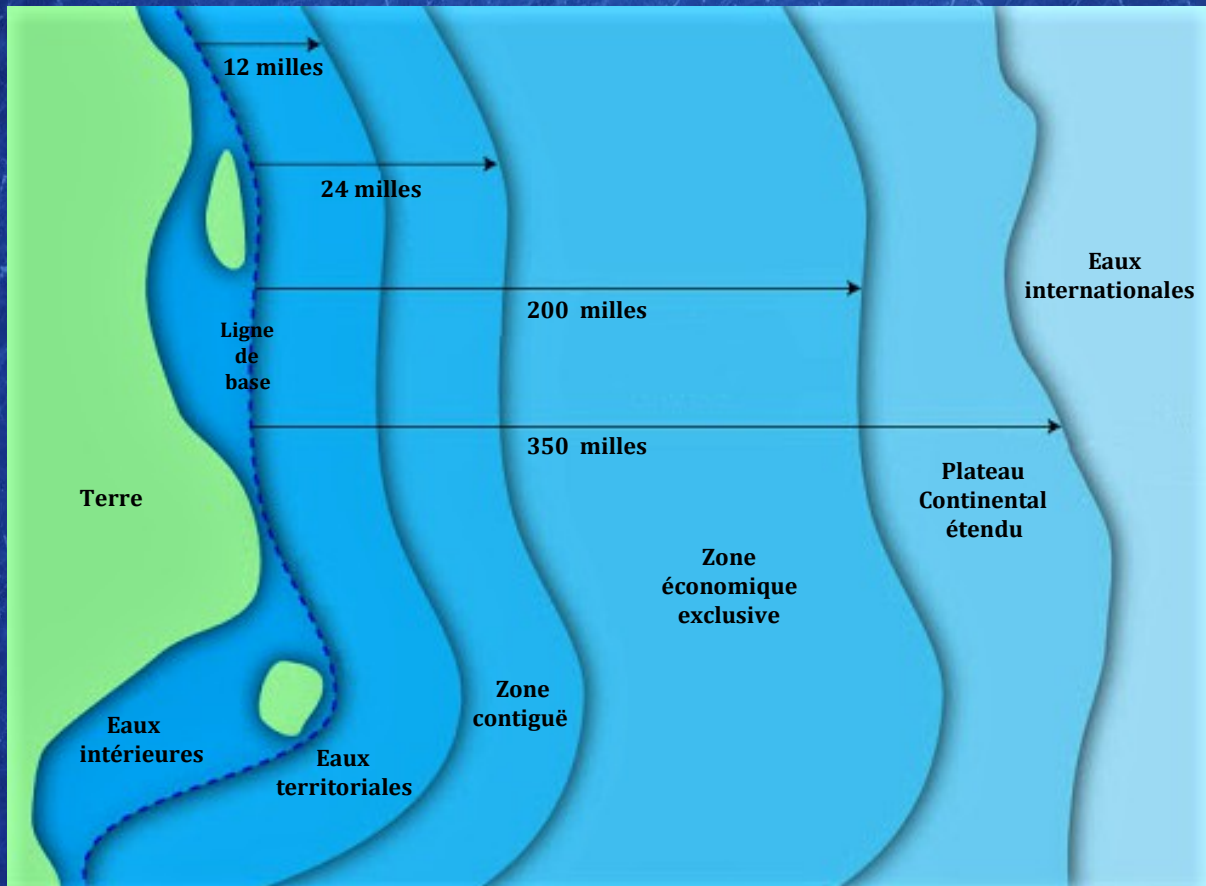 12 milles
24 milles
Eaux
internationales
200 milles
Ligne
de
base
350 milles
Plateau
Continental
étendu
Terre
Zone
économique
exclusive
Zone
contiguë
Eaux
intérieures
Eaux
territoriales